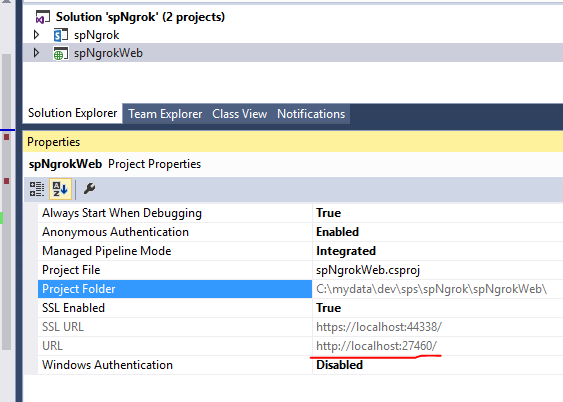 Solution 'spNgrok' (2 projects)
spNgrok
spNgrokWeb
Solution Explorer Team Explorer Class View Notifications
Properties
spNgrokWeb Project Properties
Always Start When Debugging True
Anonymous Authentication Enabled
Managed Pipeline Mode Integrated
Project File spNgrokWeb.csproj
Project Folder C:\mydata\dev\sps\spNgrok\spNgrokWeb\
SSL Enabled True
SSL URL https://localhost:44338/
URL http://localhost:27460/
Windows Authentication Disabled